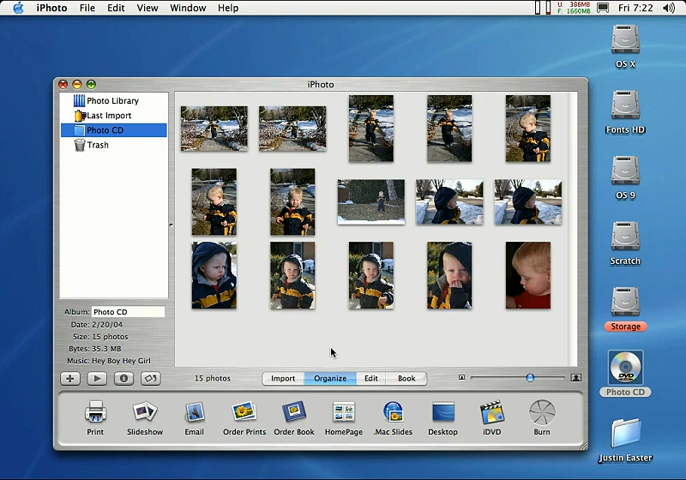 iPhoto File Edit View Window Help U: 388MB F: 1660MB Fri 7:22
iPhoto
Photo Library
Last Import
Photo CD
Trash
Album: Photo CD
Date: 2/20/04
Size: 15 photos
Bytes: 35.3 MB
Music: Hey Boy Hey Girl
15 photos Import Organize Edit Book
Print Slideshow Email Order Prints Order Book HomePage .Mac Slides Desktop iDVD Burn
OS X
Fonts HD
OS 9
Scratch
Storage
DVD
Photo CD
Justin Easter